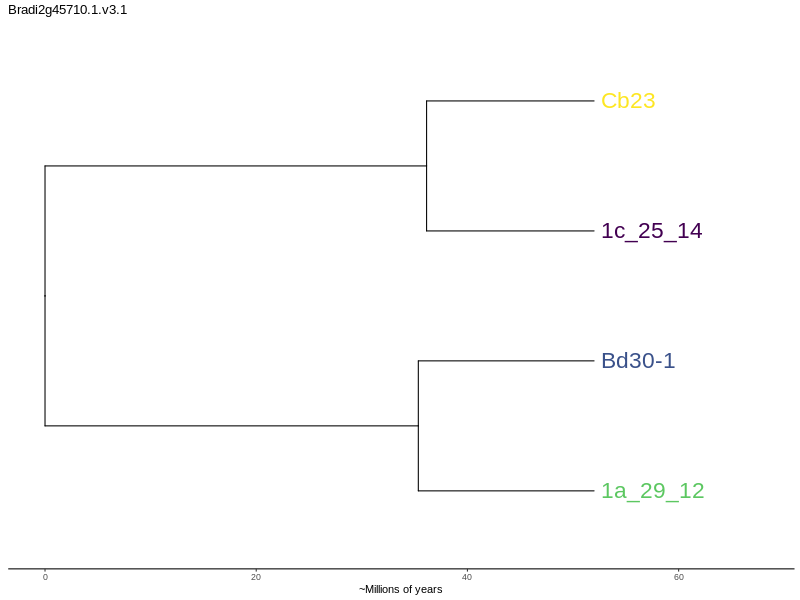 Bradi2g45710.1.v3.1
Cb23
1c_25_14
Bd30-1
1a_29_12
0 20 40 60
~Millions of years